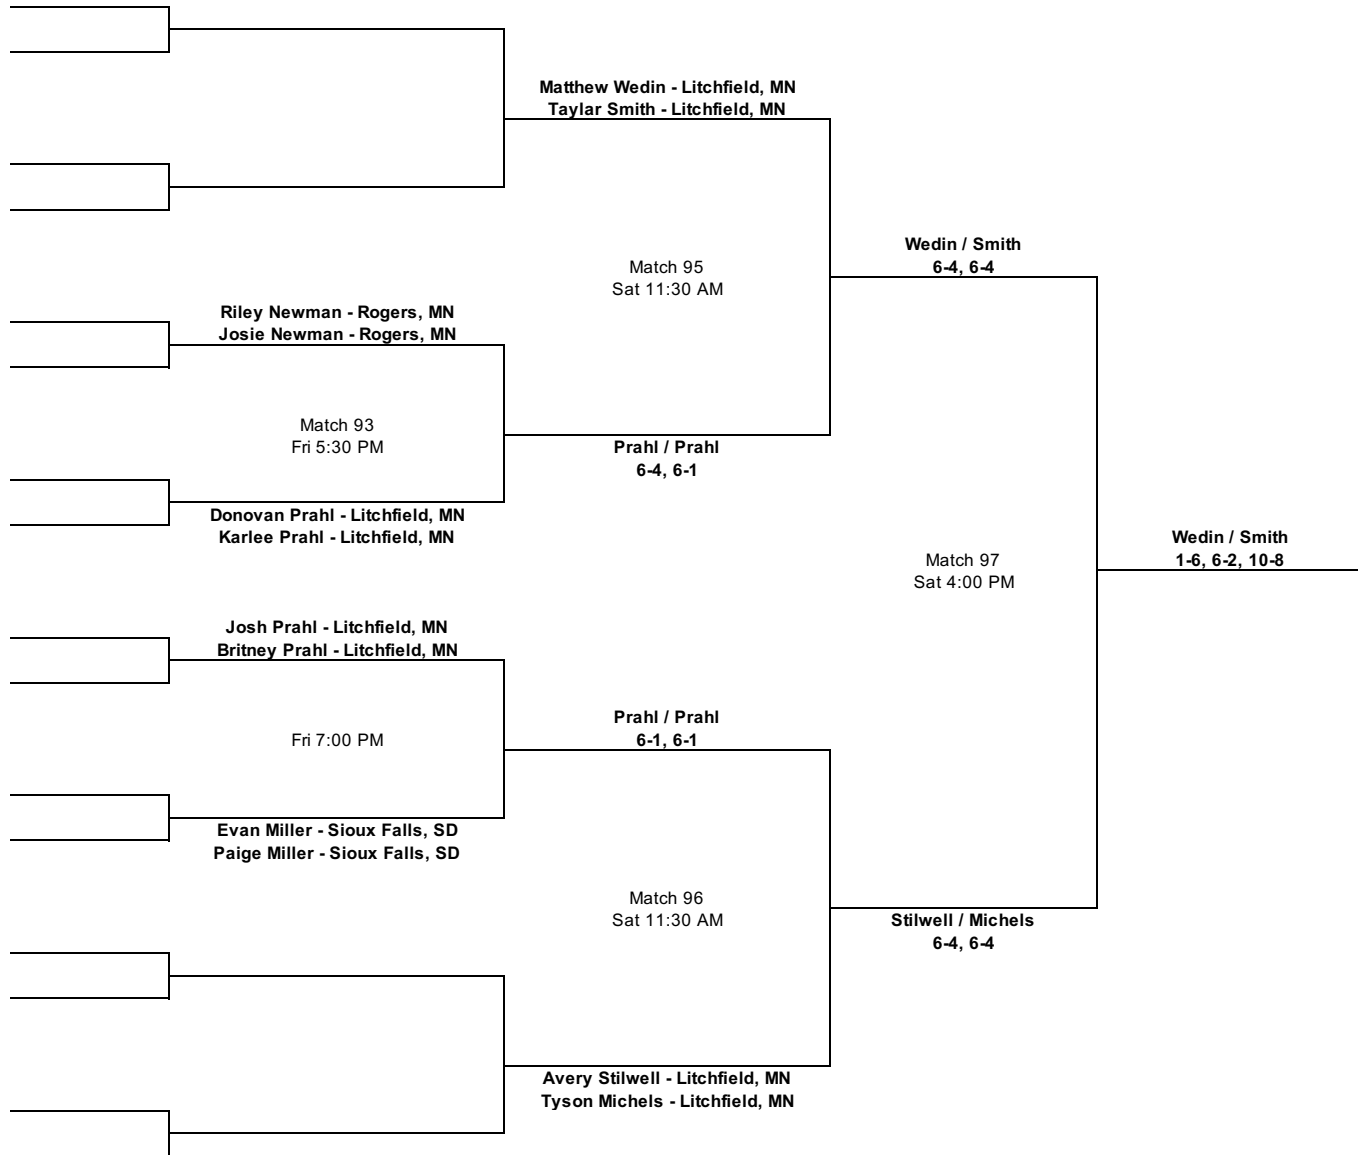 Matthew Wedin - Litchfield, MN
Taylar Smith - Litchfield, MN
Wedin / Smith
6-4, 6-4
Match 95
Sat 11:30 AM
Riley Newman - Rogers, MN
Josie Newman - Rogers, MN
Match 93
Fri 5:30 PM
Prahl / Prahl
6-4, 6-1
Donovan Prahl - Litchfield, MN
Karlee Prahl - Litchfield, MN
Wedin / Smith
1-6, 6-2, 10-8
Match 97
Sat 4:00 PM
Josh Prahl - Litchfield, MN
Britney Prahl - Litchfield, MN
Prahl / Prahl
6-1, 6-1
Fri 7:00 PM
Evan Miller - Sioux Falls, SD
Paige Miller - Sioux Falls, SD
Match 96
Sat 11:30 AM
Stilwell / Michels
6-4, 6-4
Avery Stilwell - Litchfield, MN
Tyson Michels - Litchfield, MN